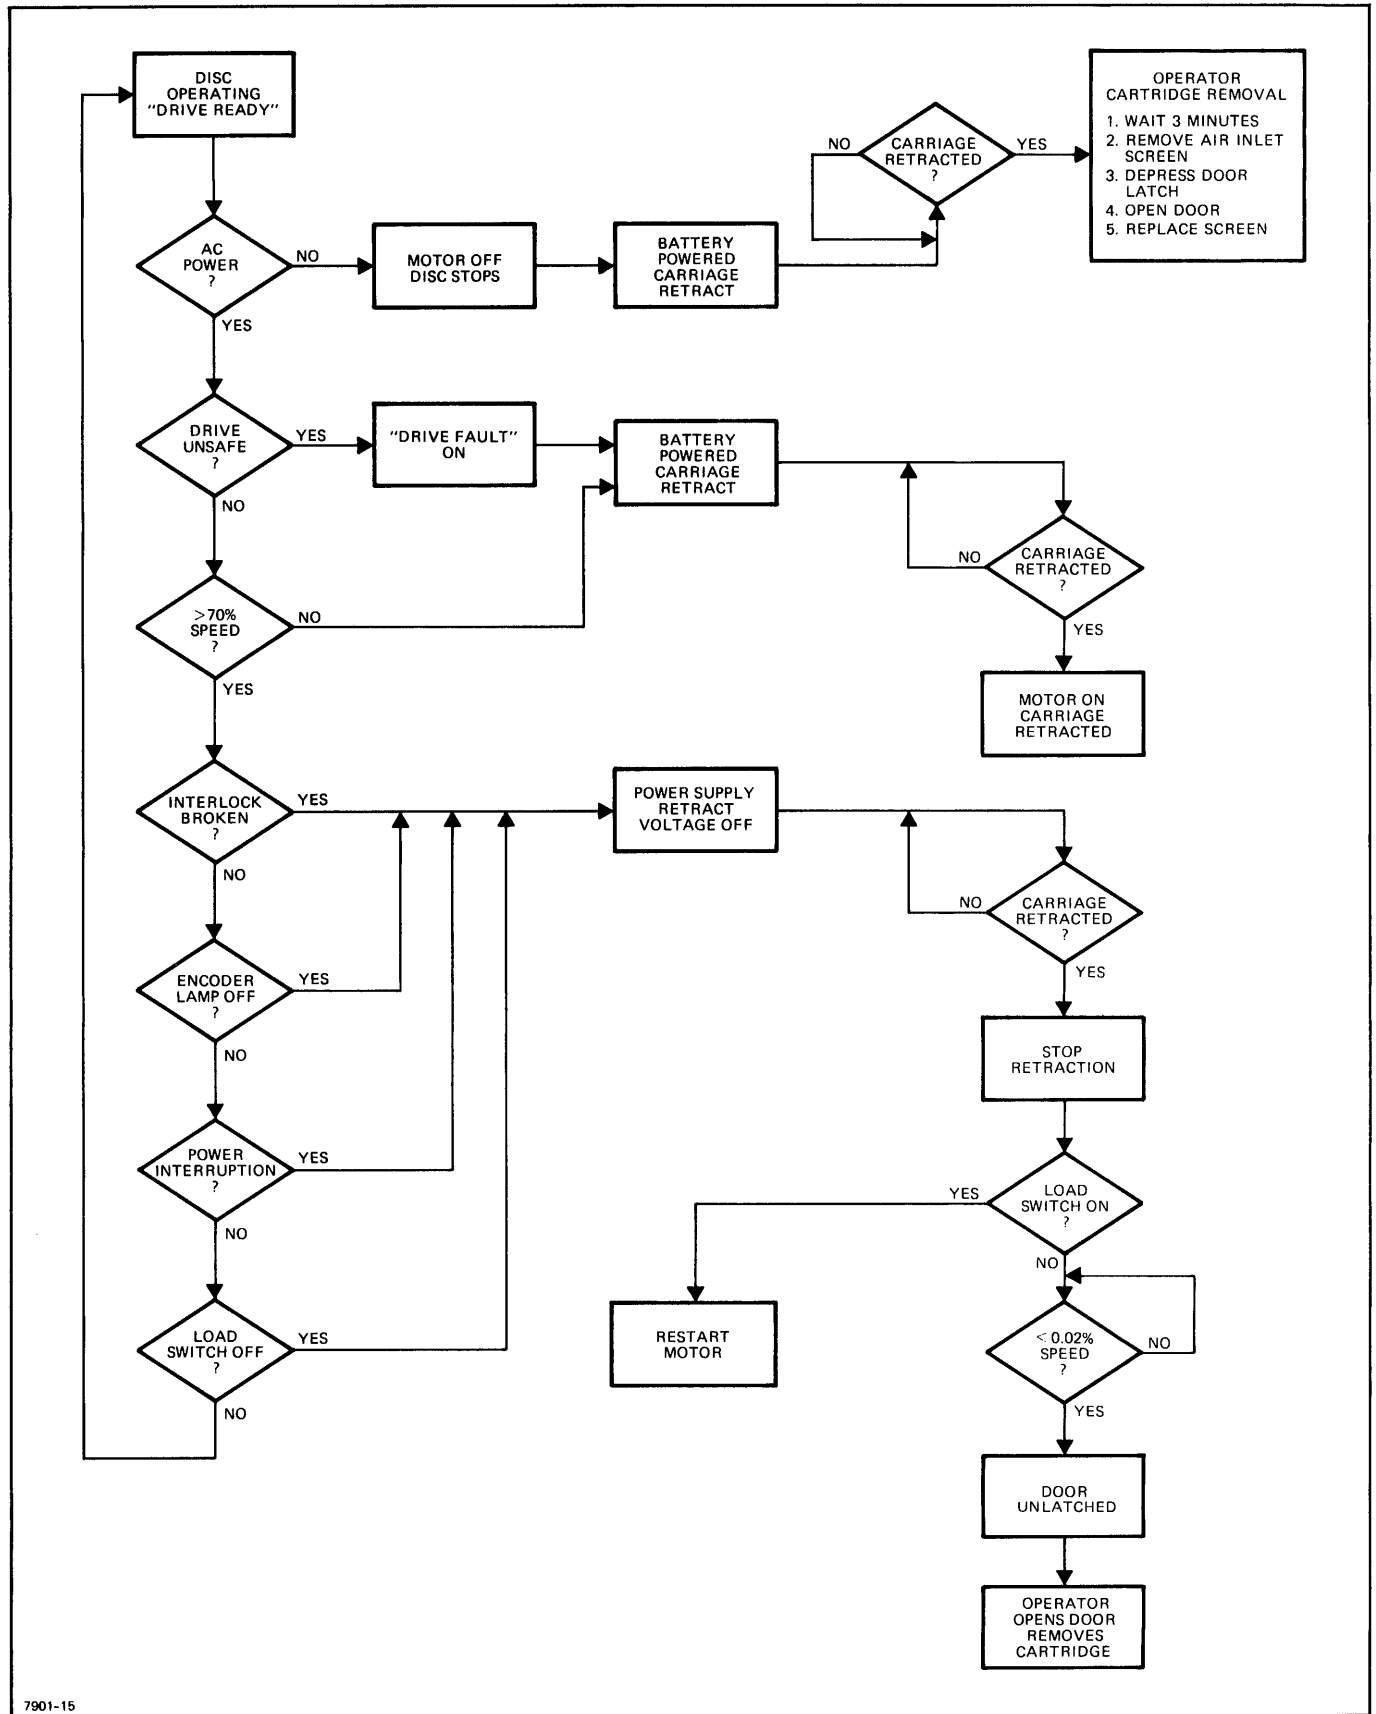 DISC
OPERATING
"DRIVE READY"
OPERATOR
CARTRIDGE REMOVAL
1. WAIT 3 MINUTES
2. REMOVE AIR INLET
SCREEN
3. DEPRESS DOOR
LATCH
4. OPEN DOOR
5. REPLACE SCREEN
NO
CARRIAGE
RETRACTED
?
YES
AC
POWER
?
NO
MOTOR OFF
DISC STOPS
BATTERY
POWERED
CARRIAGE
RETRACT
YES
DRIVE
UNSAFE
?
YES
"DRIVE FAULT"
ON
BATTERY
POWERED
CARRIAGE
RETRACT
NO
NO
CARRIAGE
RETRACTED
?
YES
>70%
SPEED
?
NO
YES
MOTOR ON
CARRIAGE
RETRACTED
INTERLOCK
BROKEN
?
YES
POWER SUPPLY
RETRACT
VOLTAGE OFF
NO
NO
CARRIAGE
RETRACTED
?
YES
ENCODER
LAMP OFF
?
YES
NO
STOP
RETRACTION
POWER
INTERRUPTION
?
YES
NO
YES
LOAD
SWITCH ON
?
NO
LOAD
SWITCH OFF
?
YES
NO
RESTART
MOTOR
< 0.02%
SPEED
?
NO
YES
DOOR
UNLATCHED
OPERATOR
OPENS DOOR
REMOVES
CARTRIDGE
7901-15